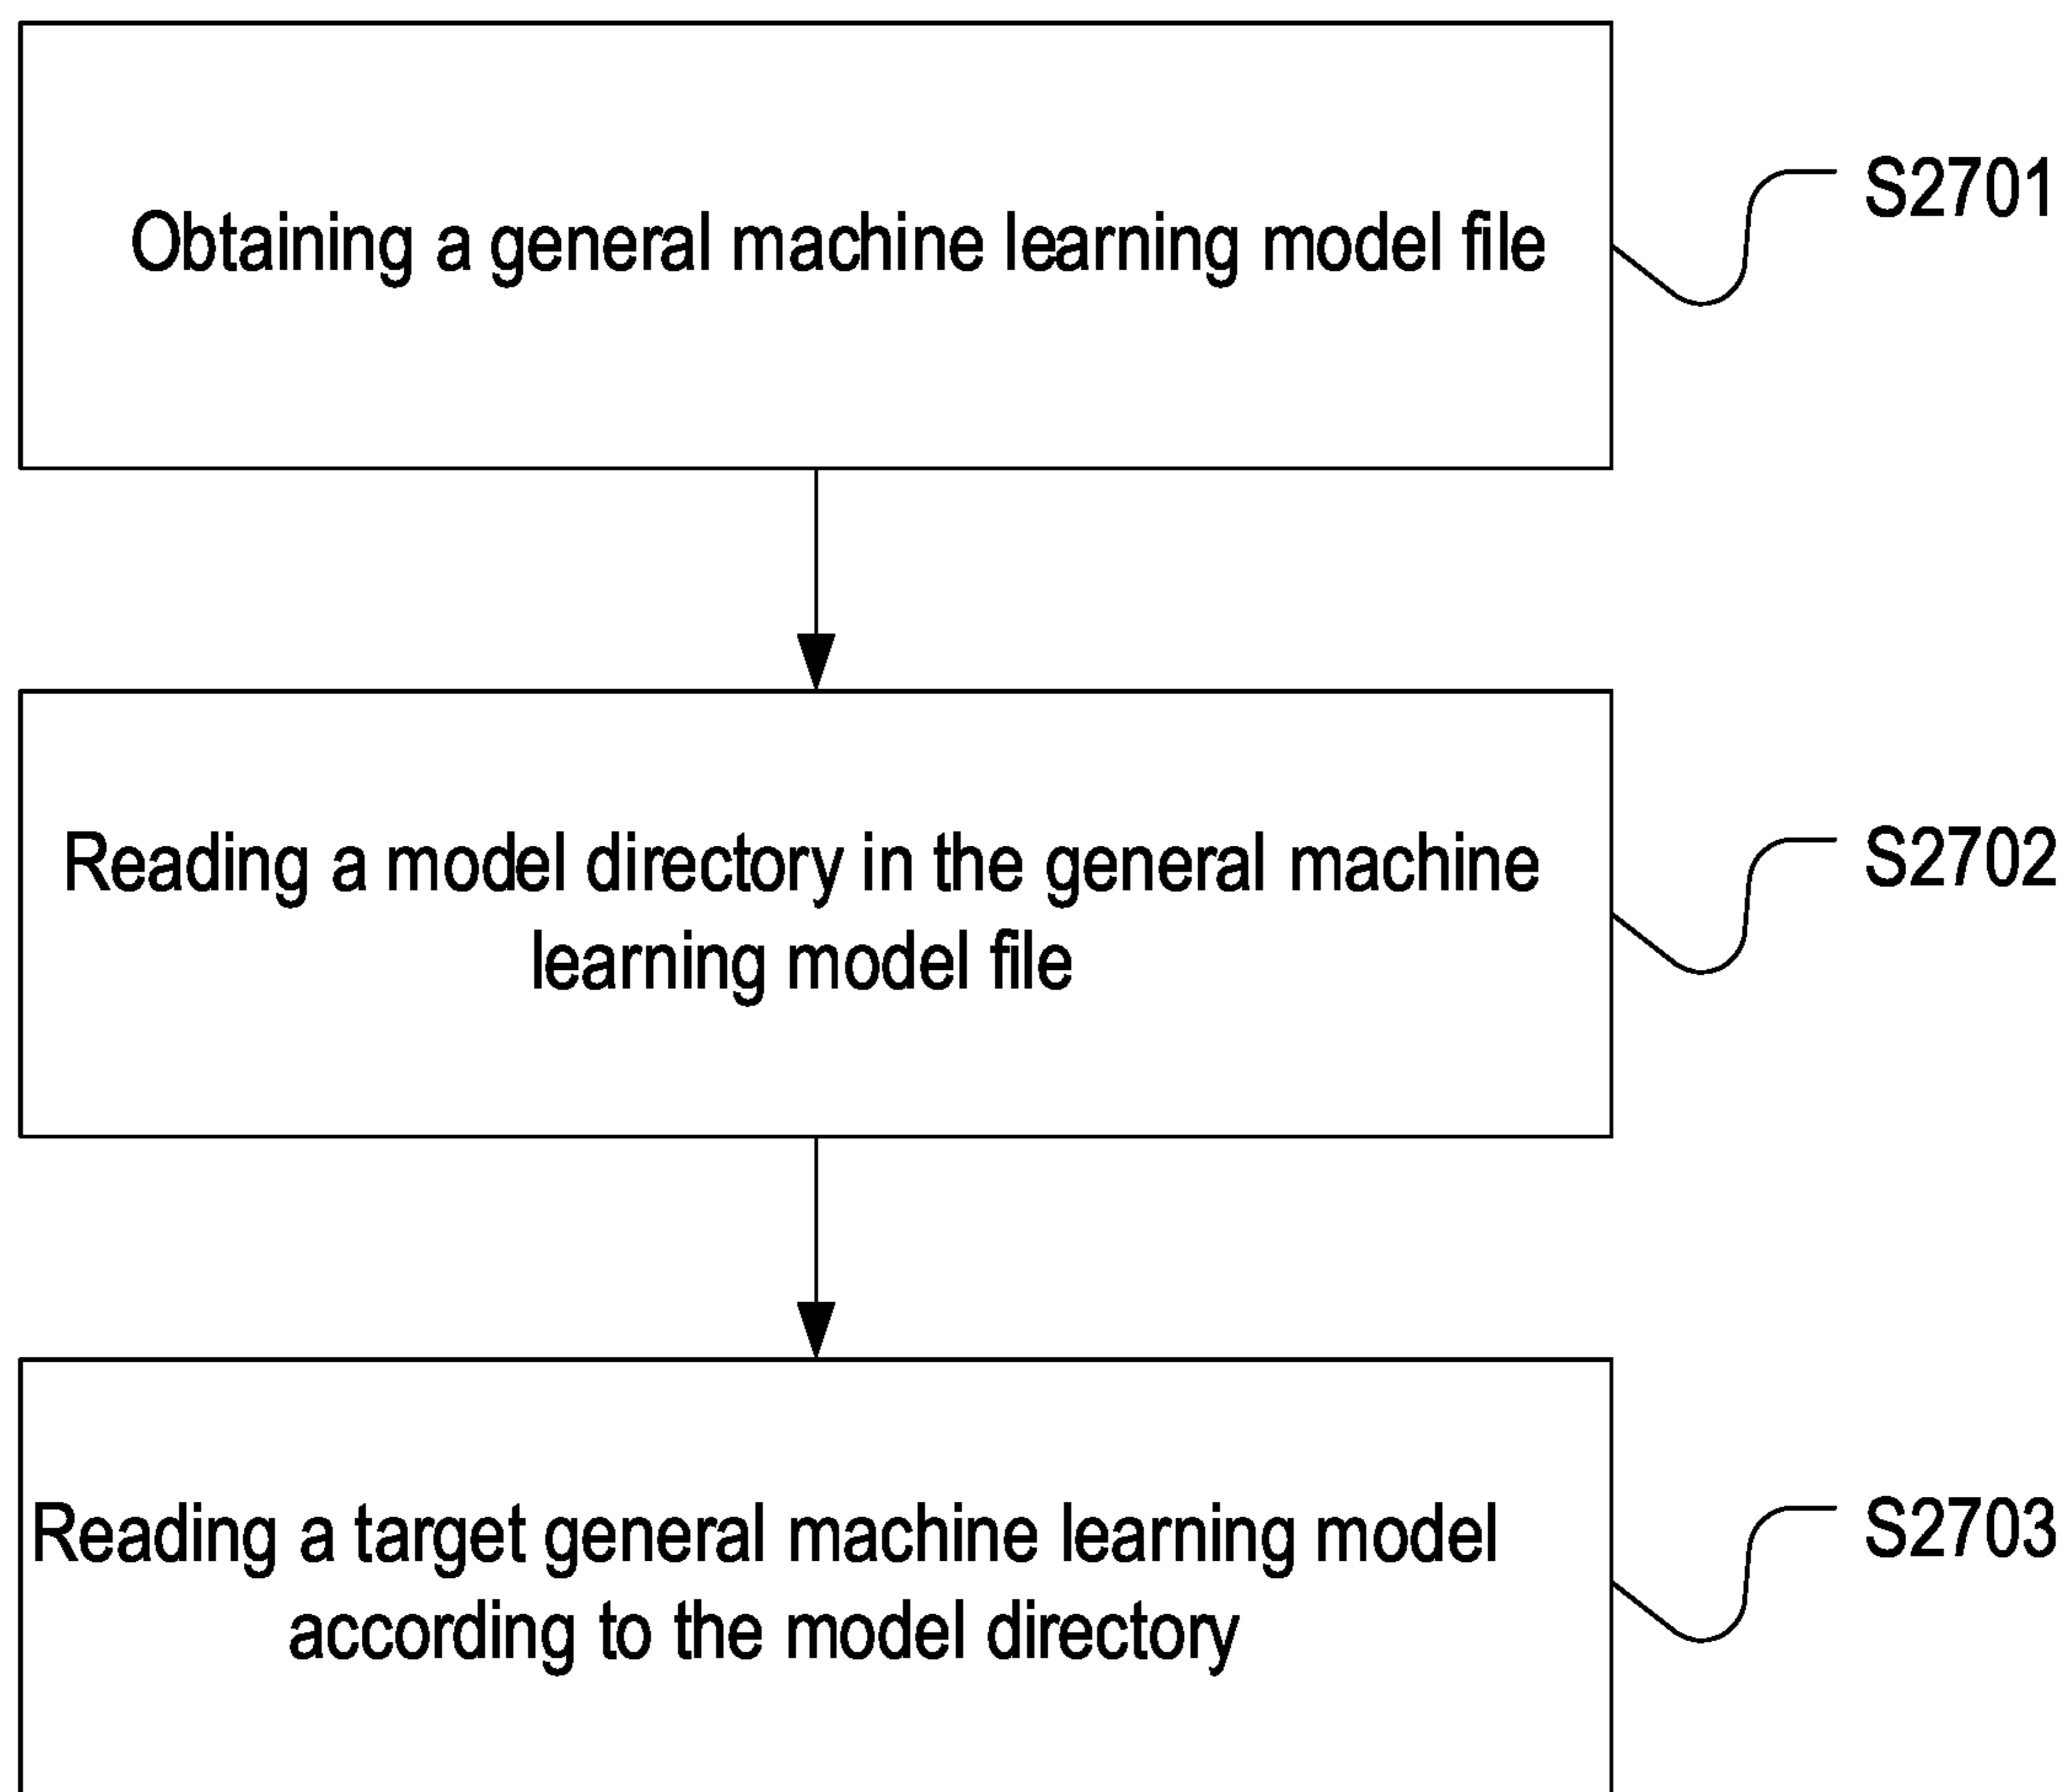 Obtaining a general machine learning model file
S2701
Reading a model directory in the general machine
learning model file
S2702
Reading a target general machine learning model
according to the model directory
S2703